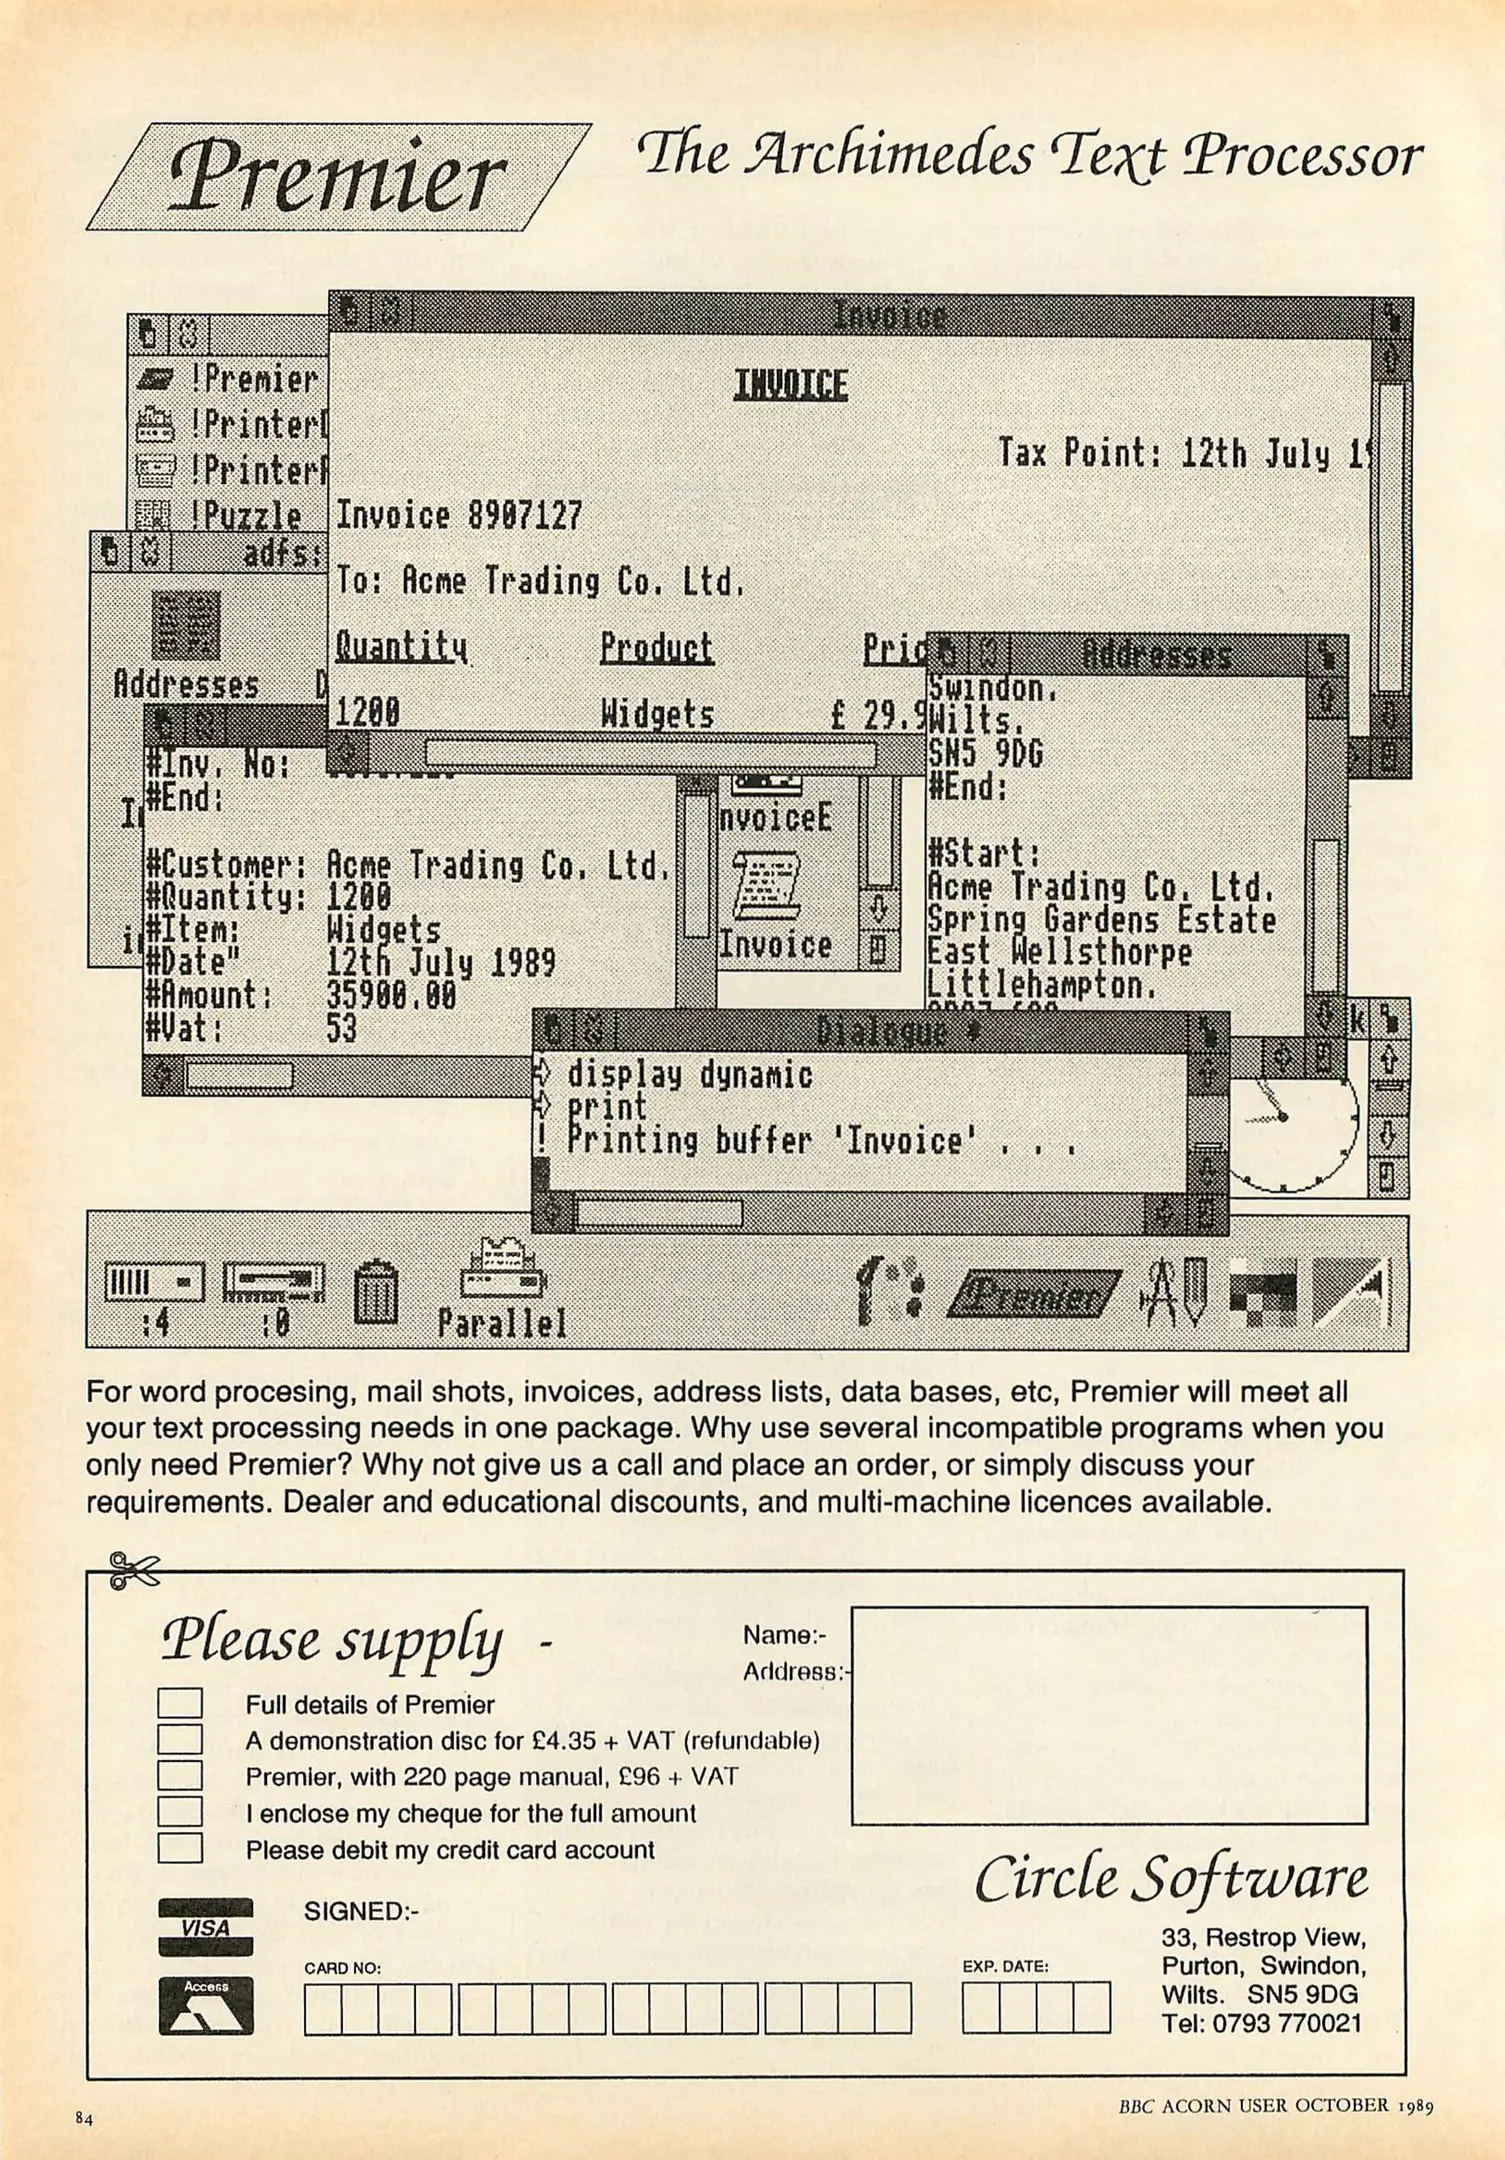 Premier
The Archimedes Text Processor
Invoice
!Premier
!Printer
!Printer
!Puzzle
INVOICE
Tax Point: 12th July 1
Invoice 8907127
To: Acme Trading Co. Ltd.
Quantity Product Pric
1200 Widgets £ 29.9
adfs:
Addresses
Addresses
Swindon.
Wilts.
SN5 9DG
#End:
#Start:
Acme Trading Co. Ltd.
Spring Gardens Estate
East Wellsthorpe
Littlehampton.
#Inv. No:
#End:
#Customer: Acme Trading Co. Ltd.
#Quantity: 1200
#Item: Widgets
#Date" 12th July 1989
#Amount: 35900.00
#Vat: 53
nvoiceE
Invoice
Dialogue *
display dynamic
print
! Printing buffer 'Invoice' . . .
k
:4
:0
Parallel
Premier
For word procesing, mail shots, invoices, address lists, data bases, etc, Premier will meet all
your text processing needs in one package. Why use several incompatible programs when you
only need Premier? Why not give us a call and place an order, or simply discuss your
requirements. Dealer and educational discounts, and multi-machine licences available.
Please supply -
Name:-
Address:-
Full details of Premier
A demonstration disc for £4.35 + VAT (refundable)
Premier, with 220 page manual, £96 + VAT
I enclose my cheque for the full amount
Please debit my credit card account
VISA
SIGNED:-
Access
CARD NO:
EXP. DATE:
Circle Software
33, Restrop View,
Purton, Swindon,
Wilts. SN5 9DG
Tel: 0793 770021
84
BBC ACORN USER OCTOBER 1989